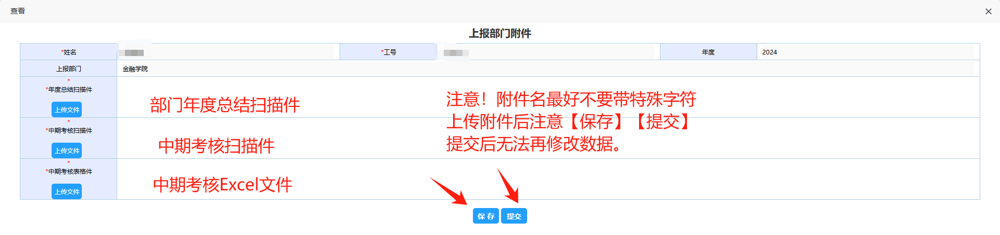 查看
上报部门附件
*姓名
*工号
年度
2024
上报部门
金融学院
*
*年度总结扫描件
上传文件
部门年度总结扫描件
注意！附件名最好不要带特殊字符
上传附件后注意【保存】【提交】
提交后无法再修改数据。
*
*中期考核扫描件
上传文件
中期考核扫描件
*
*中期考核表格件
上传文件
中期考核Excel文件
保 存
提交